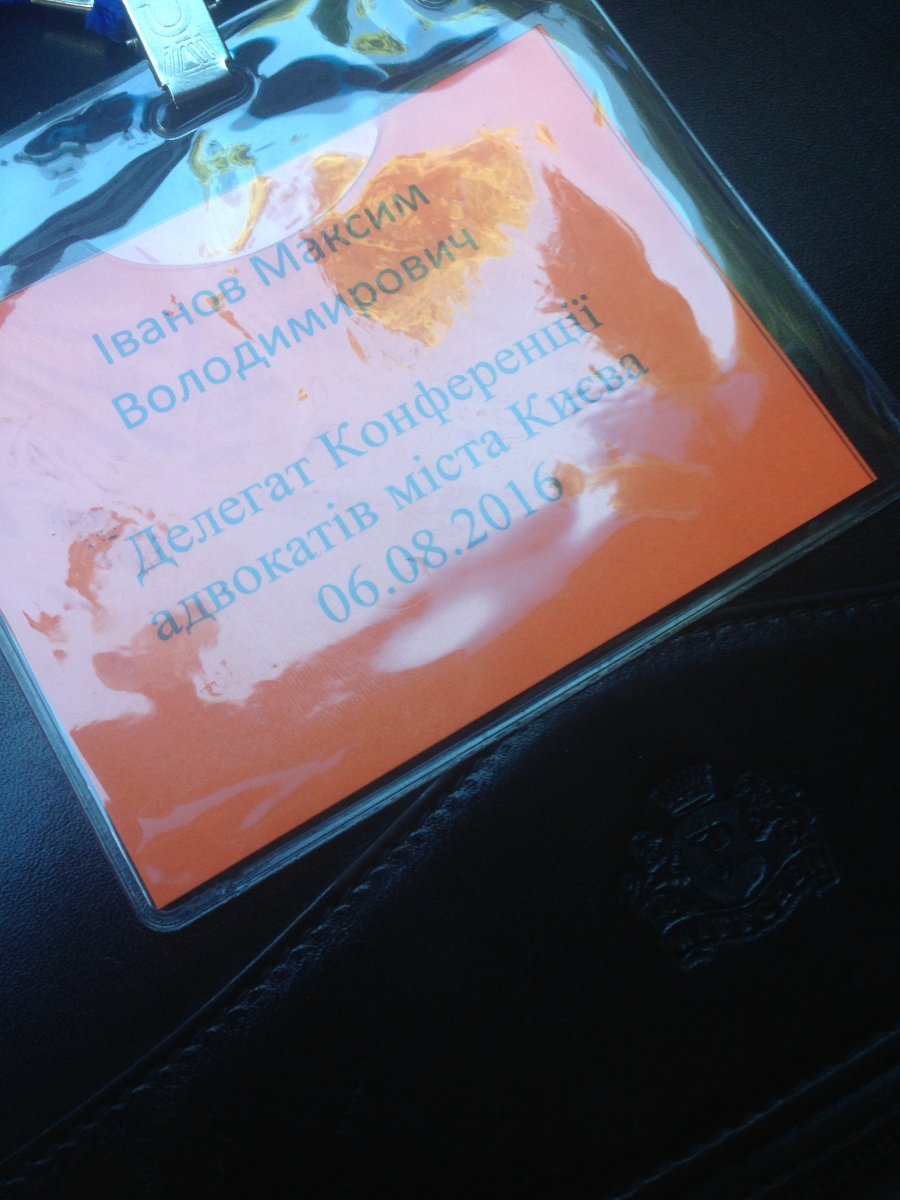 Іванов Максим
Володимирович
Делегат Конференції
адвокатів міста Києва
06.08.2016